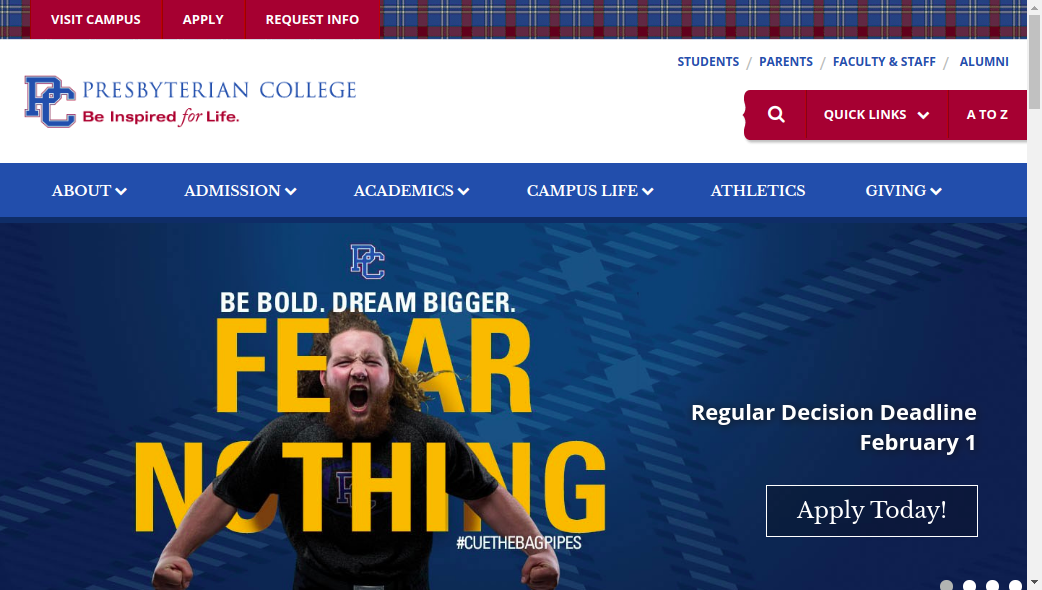 VISIT CAMPUS
APPLY
REQUEST INFO
STUDENTS / PARENTS / FACULTY & STAFF / ALUMNI
PC
PRESBYTERIAN COLLEGE
Be Inspired for Life.
QUICK LINKS
A TO Z
ABOUT
ADMISSION
ACADEMICS
CAMPUS LIFE
ATHLETICS
GIVING
PC
BE BOLD. DREAM BIGGER.
FEAR
NOTHING
#CUETHEBAGPIPES
Regular Decision Deadline
February 1
Apply Today!